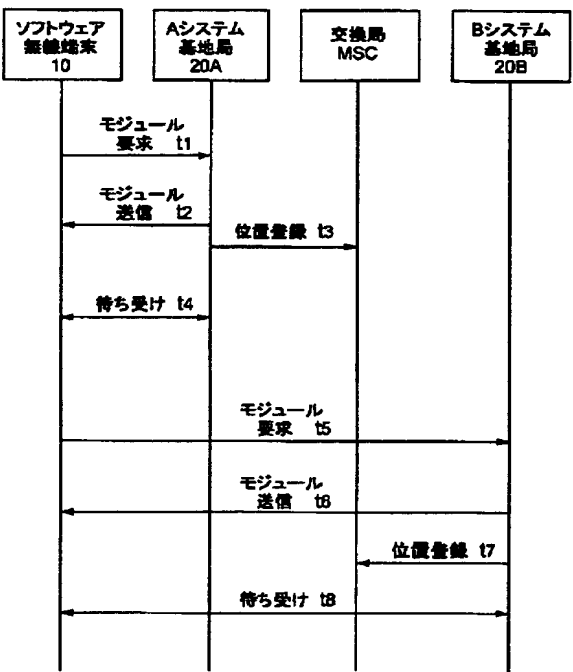 ソフトウェア
無線端末
10
Aシステム
基地局
20A
交換局
MSC
Bシステム
基地局
20B
モジュール
要求 t1
モジュール
送信 t2
位置登録 t3
待ち受け t4
モジュール
要求 t5
モジュール
送信 t6
位置登録 t7
待ち受け t8